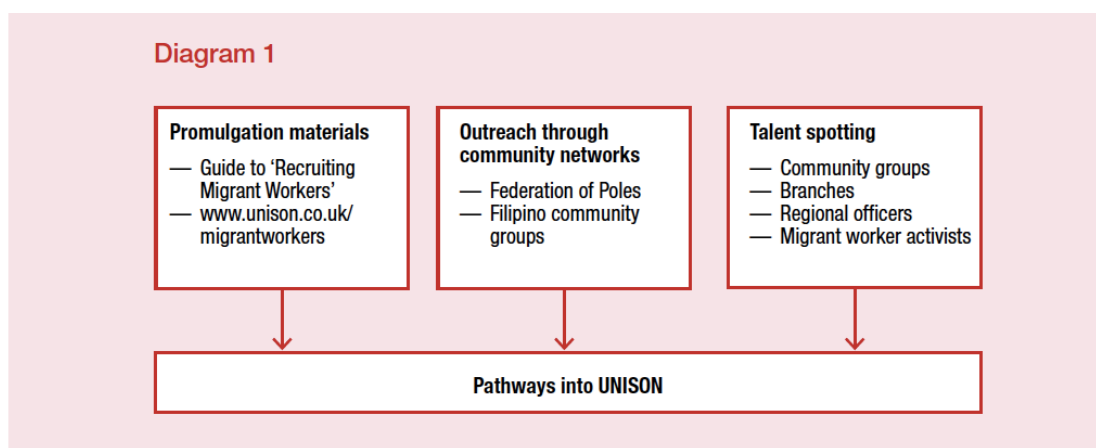 Diagram 1
Promulgation materials
— Guide to ‘Recruiting
Migrant Workers’
— www.unison.co.uk/
migrantworkers
Outreach through
community networks
— Federation of Poles
— Filipino community
groups
Talent spotting
— Community groups
— Branches
— Regional officers
— Migrant worker activists
Pathways into UNISON